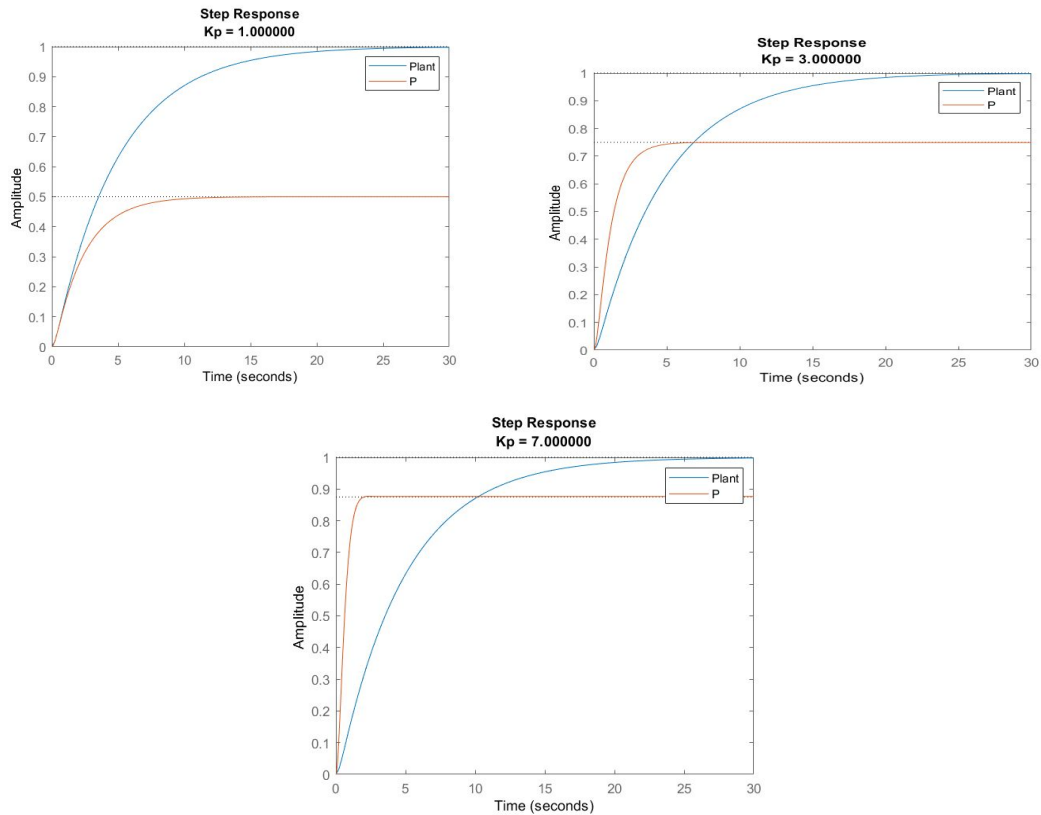 Step Response
Kp = 1.000000
1
0.9
0.8
0.7
0.6
0.5
0.4
0.3
0.2
0.1
0
Amplitude
Plant
P
0 5 10 15 20 25 30
Time (seconds)
Step Response
Kp = 3.000000
1
0.9
0.8
0.7
0.6
0.5
0.4
0.3
0.2
0.1
0
Amplitude
Plant
P
0 5 10 15 20 25 30
Time (seconds)
Step Response
Kp = 7.000000
1
0.9
0.8
0.7
0.6
0.5
0.4
0.3
0.2
0.1
0
Amplitude
Plant
P
0 5 10 15 20 25 30
Time (seconds)